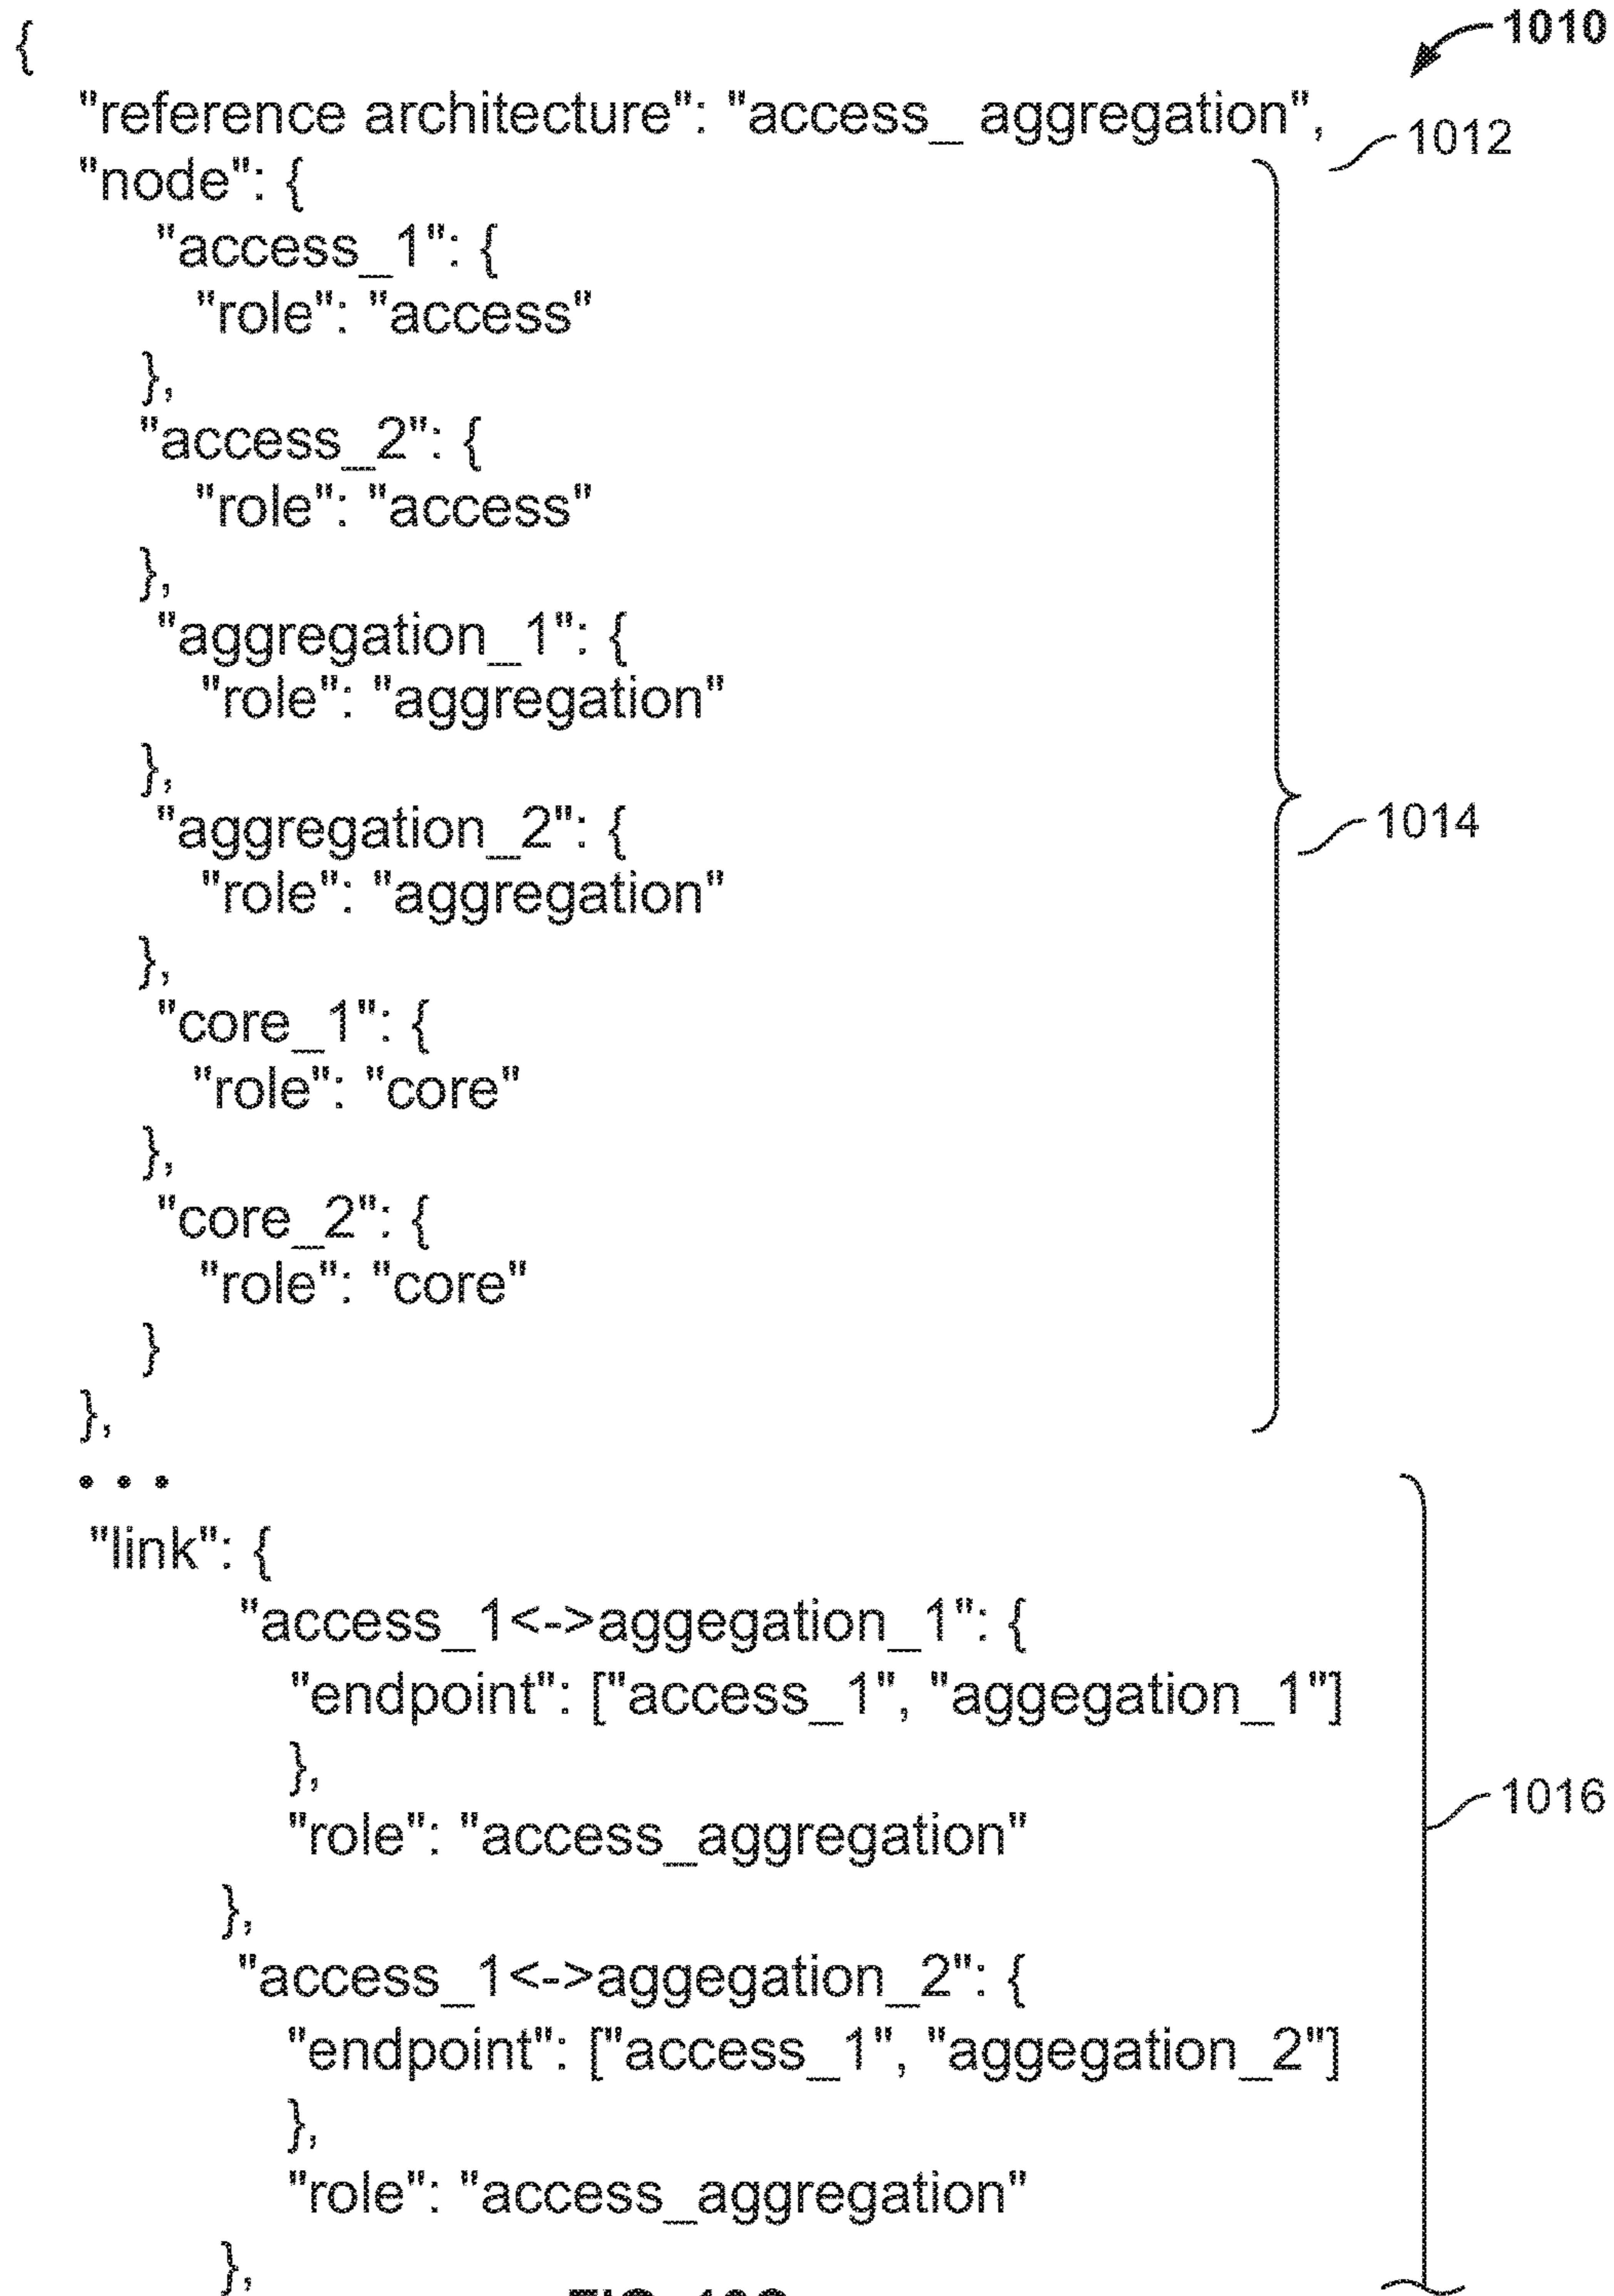 {
1010
"reference architecture": "access_ aggregation",
1012
"node": {
"access_1": {
"role": "access"
},
"access_2": {
"role": "access"
},
"aggregation_1": {
"role": "aggregation"
},
"aggregation_2": {
1014
"role": "aggregation"
},
"core_1": {
"role": "core"
},
"core_2": {
"role": "core"
}
},
...
"link": {
"access_1<->aggegation_1": {
"endpoint": ["access_1", "aggegation_1"]
},
1016
"role": "access_aggregation"
},
"access_1<->aggegation_2": {
"endpoint": ["access_1", "aggegation_2"]
},
"role": "access_aggregation"
},